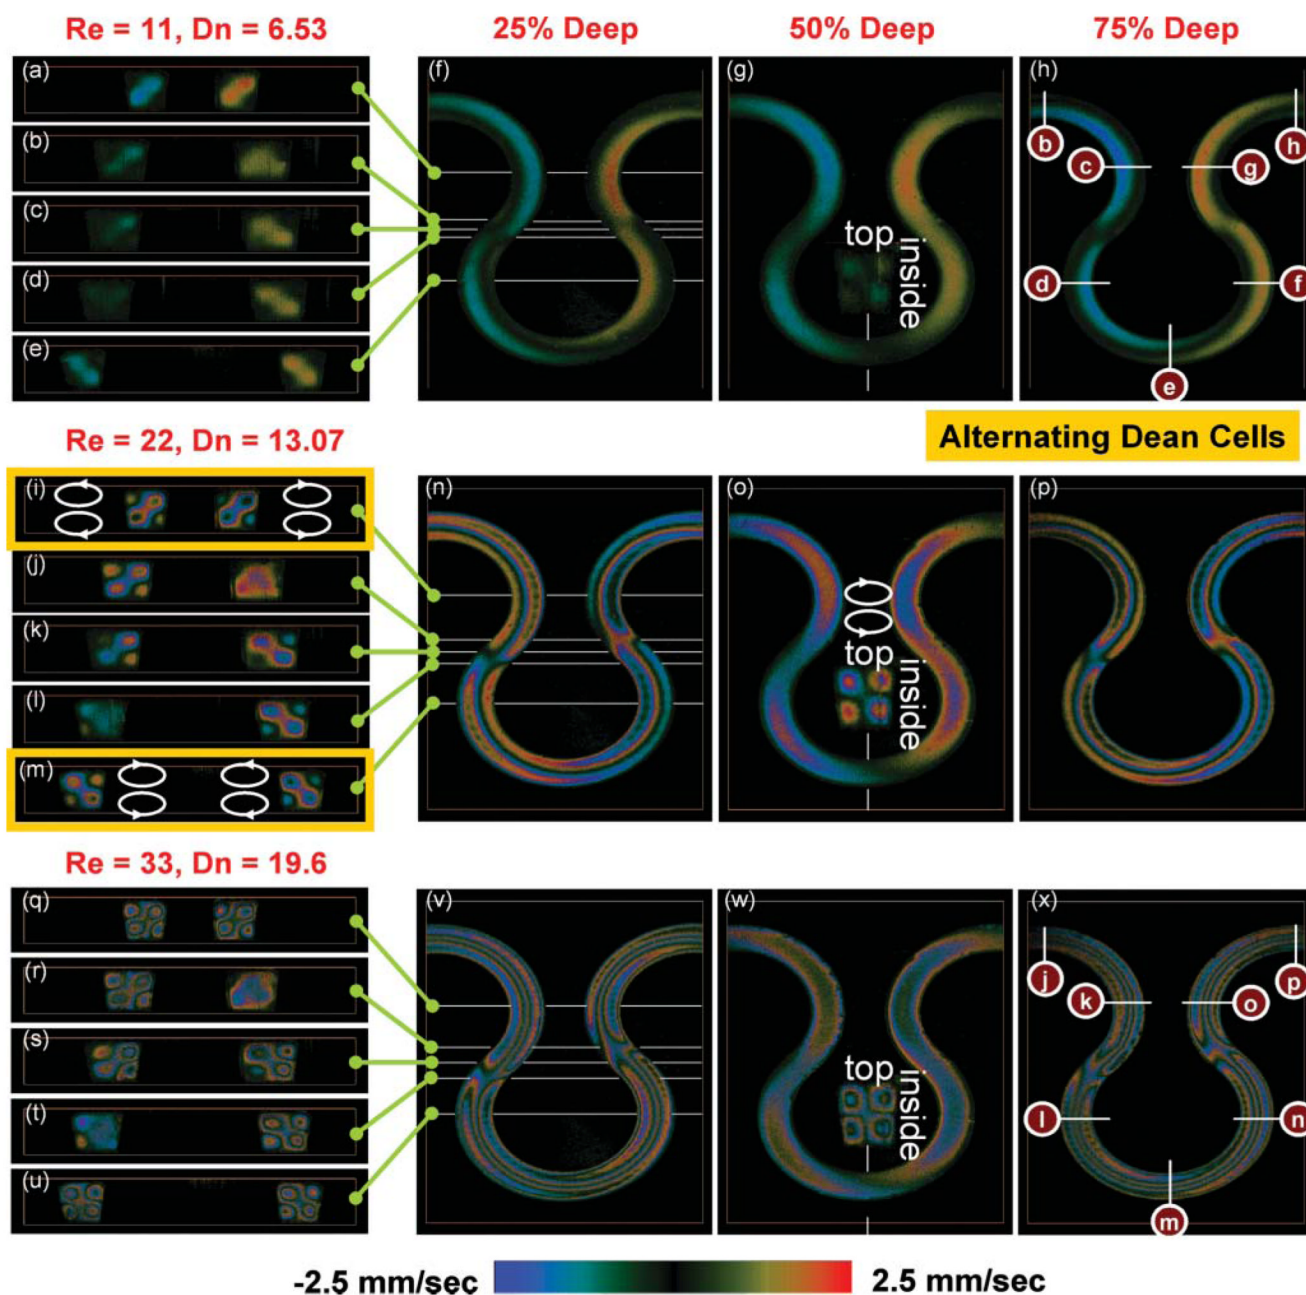 Re = 11, Dn = 6.53
25% Deep
50% Deep
75% Deep
(a)
(b)
(c)
(d)
(e)
(f)
(g)
top
inside
(h)
b
c
g
h
d
f
e
Alternating Dean Cells
Re = 22, Dn = 13.07
(i)
(j)
(k)
(l)
(m)
(n)
(o)
top
inside
(p)
Re = 33, Dn = 19.6
(q)
(r)
(s)
(t)
(u)
(v)
(w)
top
inside
(x)
j
k
o
p
l
n
m
-2.5 mm/sec
2.5 mm/sec